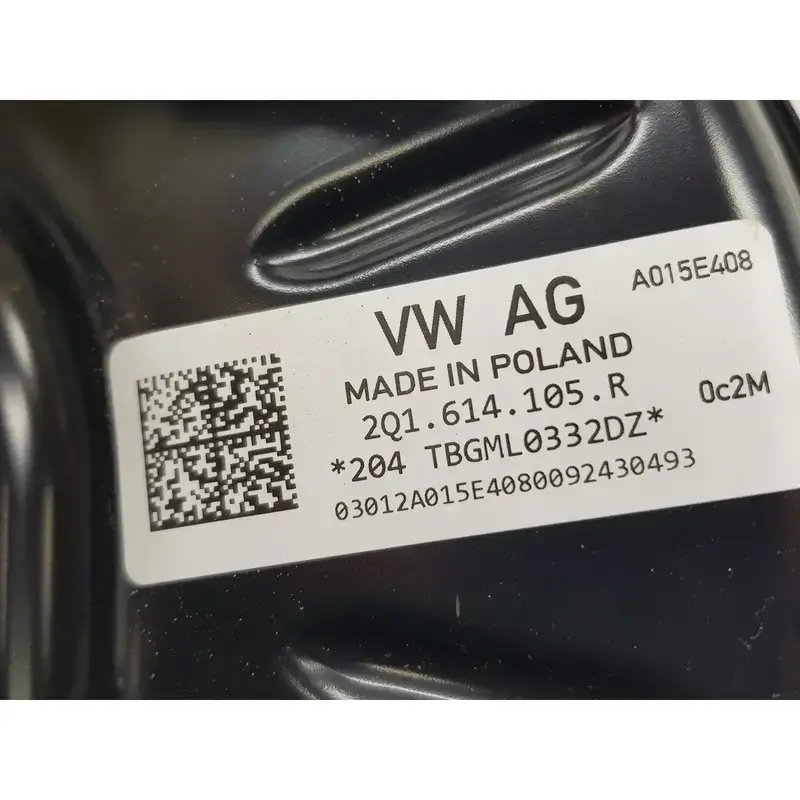 A015E408
VW AG
MADE IN POLAND
2Q1.614.105.R
0c2M
*204 TBGML0332DZ*
03012A015E4080092430493